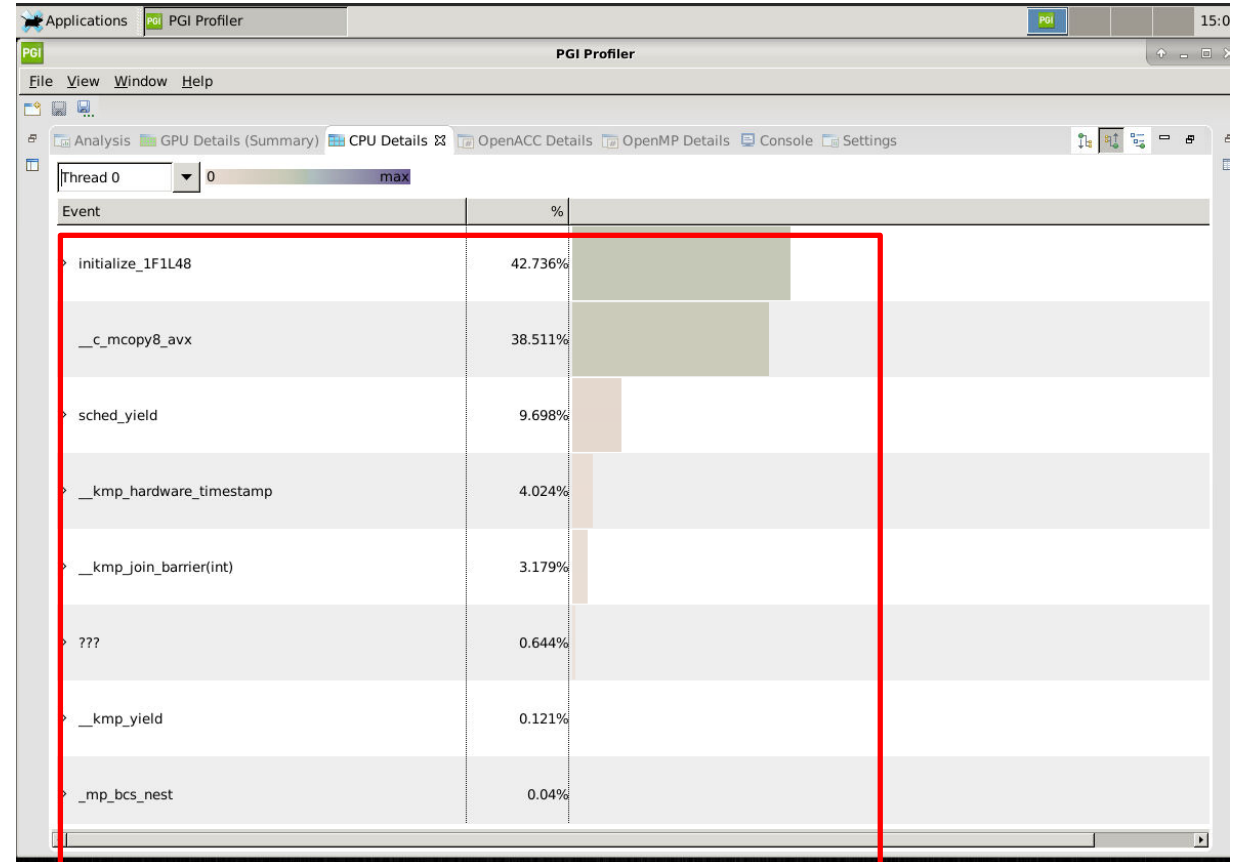 Applications PGI PGI Profiler PGI 15:0
PGI PGI Profiler
File View Window Help
Analysis GPU Details (Summary) CPU Details OpenACC Details OpenMP Details Console Settings
Thread 0 0 max
Event %
initialize_1F1L48 42.736%
__c_mcopy8_avx 38.511%
sched_yield 9.698%
__kmp_hardware_timestamp 4.024%
__kmp_join_barrier(int) 3.179%
??? 0.644%
__kmp_yield 0.121%
_mp_bcs_nest 0.04%